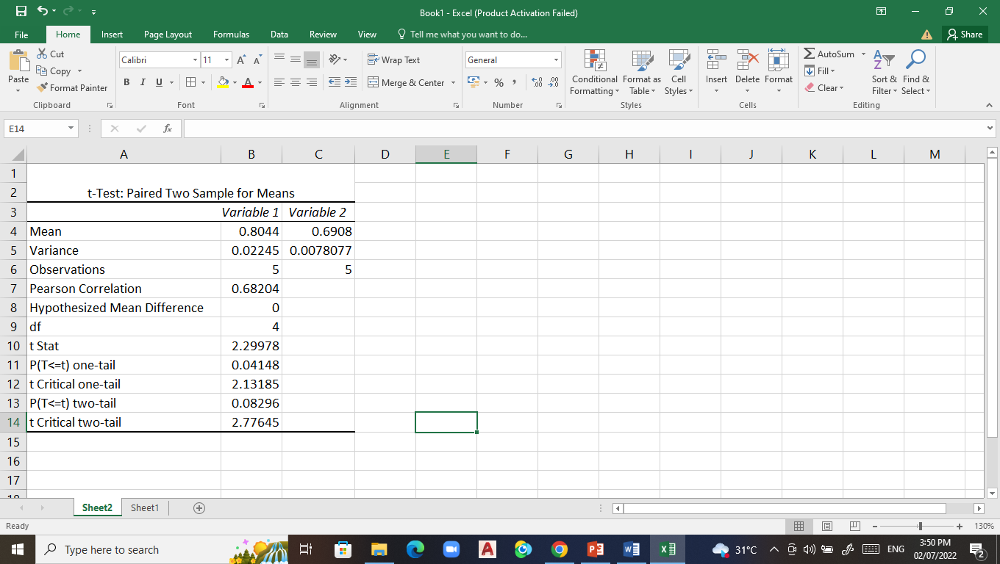 Book1 - Excel (Product Activation Failed)
File Home Insert Page Layout Formulas Data Review View Tell me what you want to do... Share
Cut
Copy
Format Painter
Paste
Calibri 11
B I U
Wrap Text
Merge & Center
General
% ,
Conditional Formatting
Format as Table
Cell Styles
Insert Delete Format
AutoSum
Fill
Clear
Sort & Filter
Find & Select
Clipboard Font Alignment Number Styles Cells Editing
E14 fx
A B C D E F G H I J K L M
1
2 t-Test: Paired Two Sample for Means
3 Variable 1 Variable 2
4 Mean 0.8044 0.6908
5 Variance 0.02245 0.0078077
6 Observations 5 5
7 Pearson Correlation 0.68204
8 Hypothesized Mean Difference 0
9 df 4
10 t Stat 2.29978
11 P(T<=t) one-tail 0.04148
12 t Critical one-tail 2.13185
13 P(T<=t) two-tail 0.08296
14 t Critical two-tail 2.77645
15
16
17
18
Sheet2 Sheet1
Ready 130%
Type here to search 31°C ENG 3:50 PM
02/07/2022 2